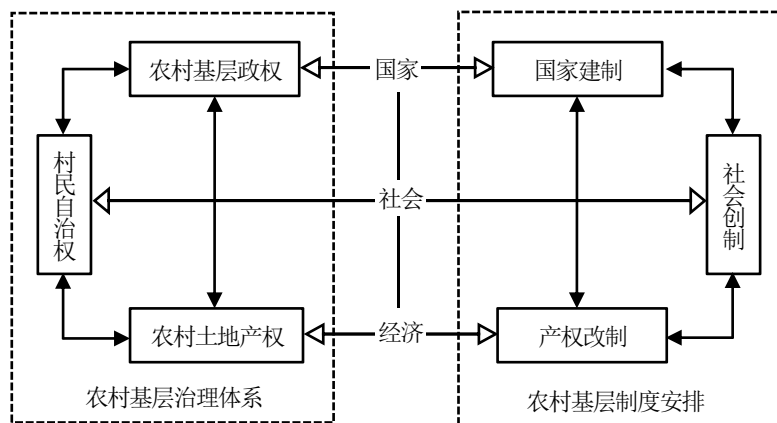 农村基层政权
国家
国家建制
村民自治权
社会
社会创制
农村土地产权
经济
产权改制
农村基层治理体系
农村基层制度安排